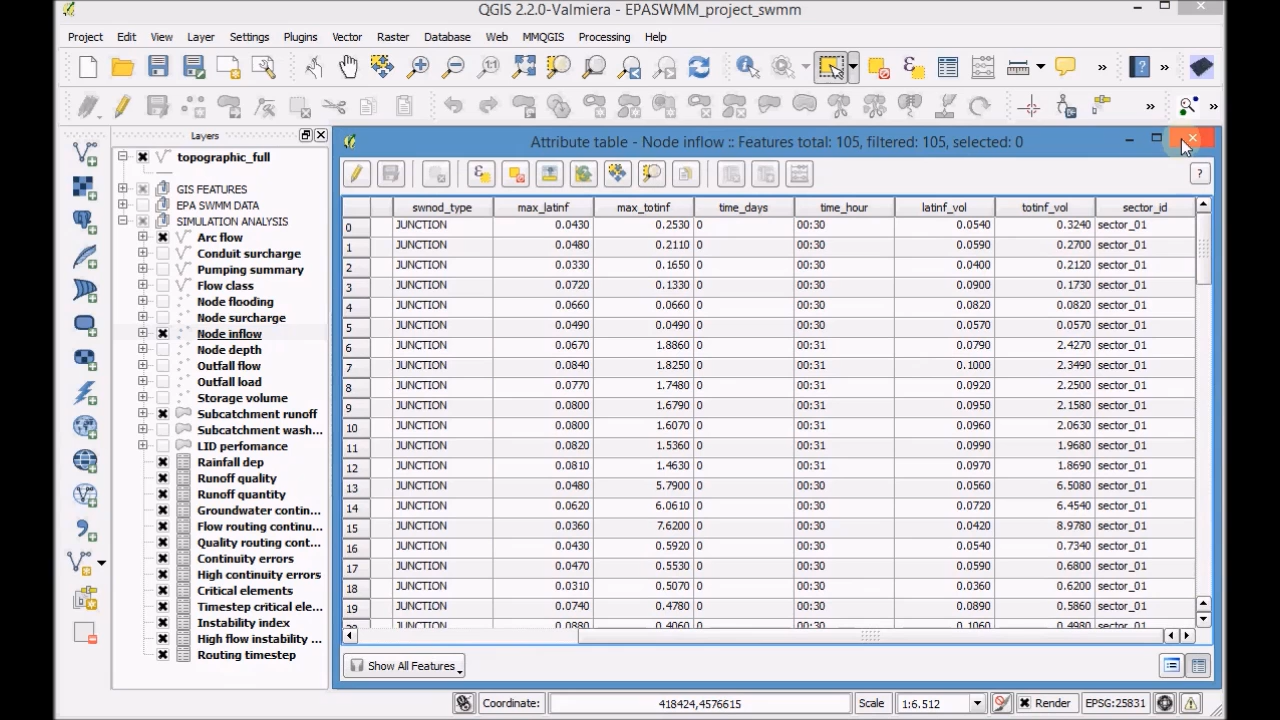 QGIS 2.2.0-Valmiera - EPASWMM_project_swmm
Project Edit View Layer Settings Plugins Vector Raster Database Web MMQGIS Processing Help
Layers
topographic_full
GIS FEATURES
EPA SWMM DATA
SIMULATION ANALYSIS
Arc flow
Conduit surcharge
Pumping summary
Flow class
Node flooding
Node surcharge
Node inflow
Node depth
Outfall flow
Outfall load
Storage volume
Subcatchment runoff
Subcatchment wash...
LID perfomance
Rainfall dep
Runoff quality
Runoff quantity
Groundwater contin...
Flow routing continu...
Quality routing cont...
Continuity errors
High continuity errors
Critical elements
Timestep critical ele...
Instability index
High flow instability ...
Routing timestep
Attribute table - Node inflow :: Features total: 105, filtered: 105, selected: 0
?
swnod_type max_latinf max_totinf time_days time_hour latinf_vol totinf_vol sector_id
0 JUNCTION 0.0430 0.2530 0 00:30 0.0540 0.3240 sector_01
1 JUNCTION 0.0480 0.2110 0 00:30 0.0590 0.2700 sector_01
2 JUNCTION 0.0330 0.1650 0 00:30 0.0400 0.2120 sector_01
3 JUNCTION 0.0720 0.1330 0 00:30 0.0900 0.1730 sector_01
4 JUNCTION 0.0660 0.0660 0 00:30 0.0820 0.0820 sector_01
5 JUNCTION 0.0490 0.0490 0 00:30 0.0570 0.0570 sector_01
6 JUNCTION 0.0670 1.8860 0 00:31 0.0790 2.4270 sector_01
7 JUNCTION 0.0840 1.8250 0 00:31 0.1000 2.3490 sector_01
8 JUNCTION 0.0770 1.7480 0 00:31 0.0920 2.2500 sector_01
9 JUNCTION 0.0800 1.6790 0 00:31 0.0950 2.1580 sector_01
10 JUNCTION 0.0800 1.6070 0 00:31 0.0960 2.0630 sector_01
11 JUNCTION 0.0820 1.5360 0 00:31 0.0990 1.9680 sector_01
12 JUNCTION 0.0810 1.4630 0 00:31 0.0970 1.8690 sector_01
13 JUNCTION 0.0480 5.7900 0 00:30 0.0560 6.5080 sector_01
14 JUNCTION 0.0620 6.0610 0 00:30 0.0720 6.4540 sector_01
15 JUNCTION 0.0360 7.6200 0 00:30 0.0420 8.9780 sector_01
16 JUNCTION 0.0430 0.5920 0 00:30 0.0540 0.7340 sector_01
17 JUNCTION 0.0470 0.5530 0 00:30 0.0590 0.6800 sector_01
18 JUNCTION 0.0310 0.5070 0 00:30 0.0360 0.6200 sector_01
19 JUNCTION 0.0740 0.4780 0 00:30 0.0890 0.5860 sector_01
JUNCTION 0.0880 0.4060 0 00:30 0.1060 0.4980 sector_01
Show All Features
Coordinate: 418424,4576615 Scale 1:6.512 Render EPSG:25831